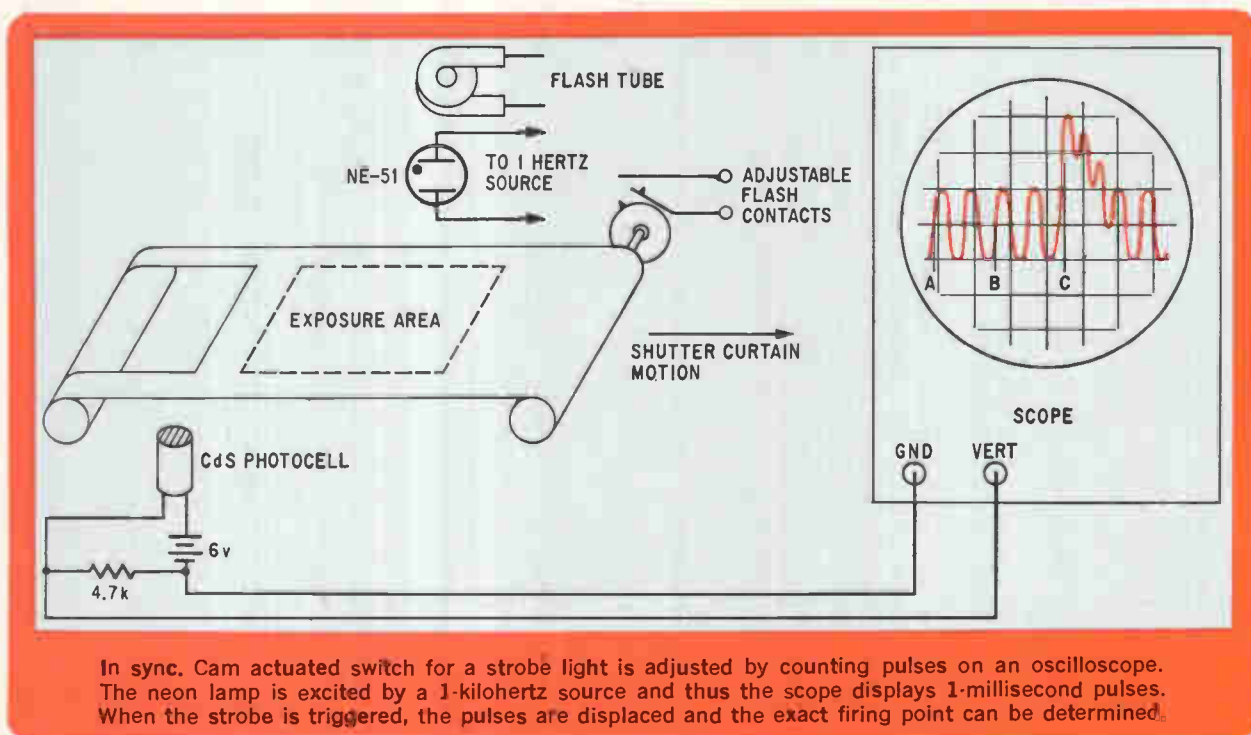 FLASH TUBE
NE-51
TO 1 HERTZ
SOURCE
ADJUSTABLE
FLASH
CONTACTS
EXPOSURE AREA
SHUTTER CURTAIN
MOTION
A
B
C
SCOPE
GND
VERT
CdS PHOTOCELL
6v
4.7k
In sync. Cam actuated switch for a strobe light is adjusted by counting pulses on an oscilloscope.
The neon lamp is excited by a 1-kilohertz source and thus the scope displays 1-millisecond pulses.
When the strobe is triggered, the pulses are displaced and the exact firing point can be determined.